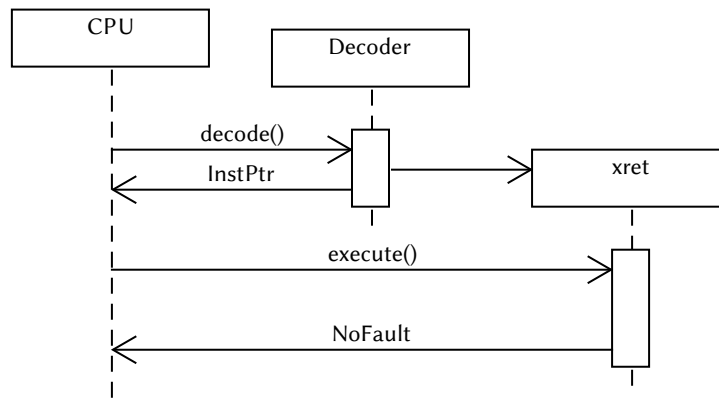 CPU
Decoder
decode()
InstPtr
xret
execute()
NoFault